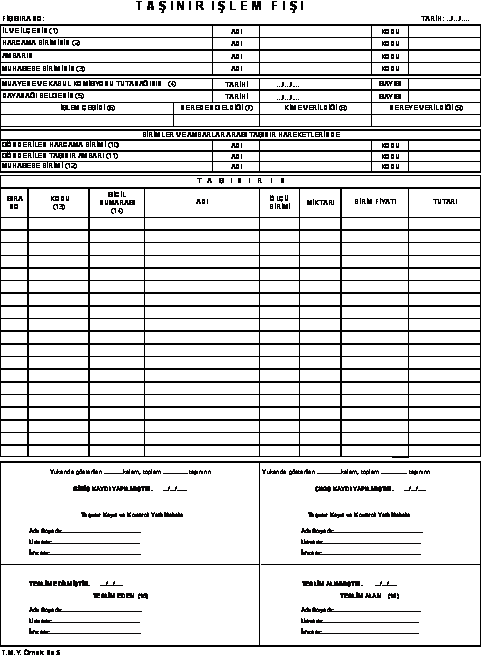 TAŞINIR İŞLEM FİŞİ
FİŞ SIRA NO: TARİH: ../../....
İL VE İLÇENİN (1) ADI KODU
HARCAMA BİRİMİNİN (2) ADI KODU
AMBARIN ADI KODU
MUHASEBE BİRİMİNİN (3) ADI KODU
MUAYENE VE KABUL KOMİSYONU TUTANAĞININ (4) TARİHİ ../../... SAYISI
DAYANAĞI BELGENİN (5) TARİHİ ../../... SAYISI
İŞLEM ÇEŞİDİ (6) NEREDEN GELDİĞİ (7) KİME VERİLDİĞİ (8) NEREYE VERİLDİĞİ (9)
BİRİMLER VE AMBARLAR ARASI TAŞINIR HAREKETLERİNDE
GÖNDERİLEN HARCAMA BİRİMİ (10) ADI KODU
GÖNDERİLEN TAŞINIR AMBARI (11) ADI KODU
MUHASEBE BİRİMİ (12) ADI KODU
T A Ş I N I R I N
SIRA NO KODU (13) SİCİL NUMARASI (14) ADI ÖLÇÜ BİRİMİ MİKTARI BİRİM FİYATI TUTARI
Yukarıda gösterilen ..........kalem, toplam ............ taşınırın
GİRİŞ KAYDI YAPILMIŞTIR. ../../....
Taşınır Kayıt ve Kontrol Yetkilisinin
Adı Soyadı:
Unvanı:
İmzası:
Yukarıda gösterilen ..........kalem, toplam ............ taşınırın
ÇIKIŞ KAYDI YAPILMIŞTIR. ../../....
Taşınır Kayıt ve Kontrol Yetkilisinin
Adı Soyadı:
Unvanı:
İmzası:
TESLİM EDİLMİŞTİR. ../../....
TESLİM EDEN (15)
Adı Soyadı:
Unvanı:
İmzası:
TESLİM ALINMIŞTIR. ../../....
TESLİM ALAN (16)
Adı Soyadı:
Unvanı:
İmzası:
T.M.Y. Örnek No 5